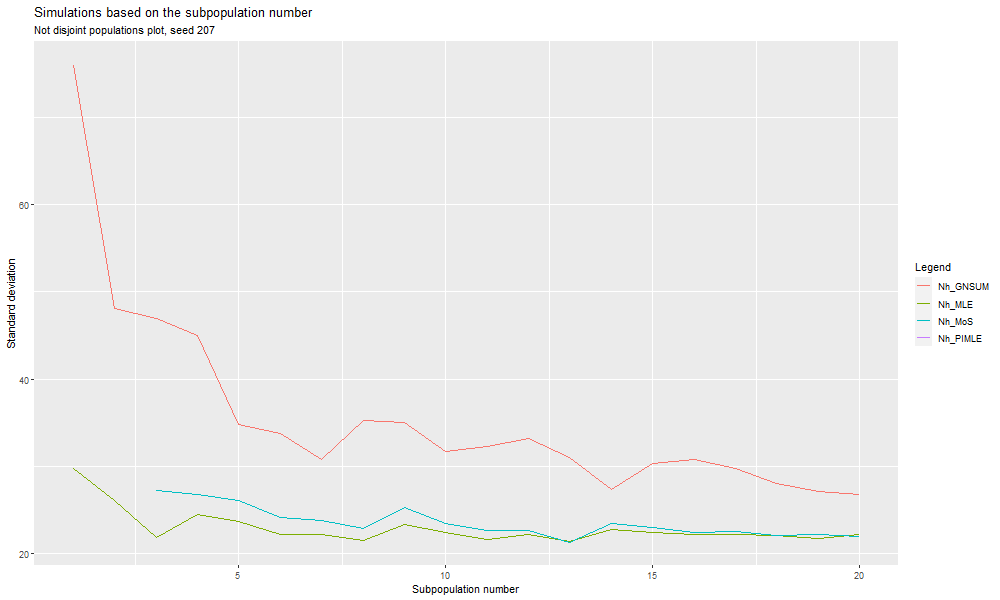 Simulations based on the subpopulation number
Not disjoint populations plot, seed 207
Standard deviation
60
40
20
5
10
15
20
Subpopulation number
Legend
Nh_GNSUM
Nh_MLE
Nh_MoS
Nh_PIMLE